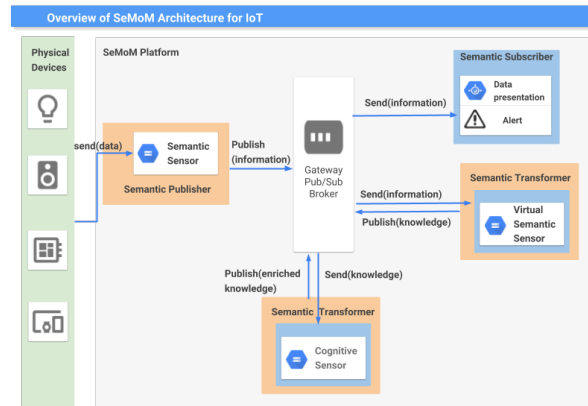 Overview of SeMoM Architecture for IoT
Physical
Devices
SeMoM Platform
Semantic Subscriber
Data
presentation
Alert
Send(information)
send(data)
Semantic
Sensor
Semantic Publisher
Publish
(information)
Gateway
Pub/Sub
Broker
Semantic Transformer
Send(information)
Publish(knowledge)
Virtual
Semantic
Sensor
Publish(enriched
knowledge)
Send(knowledge)
Semantic Transformer
Cognitive
Sensor